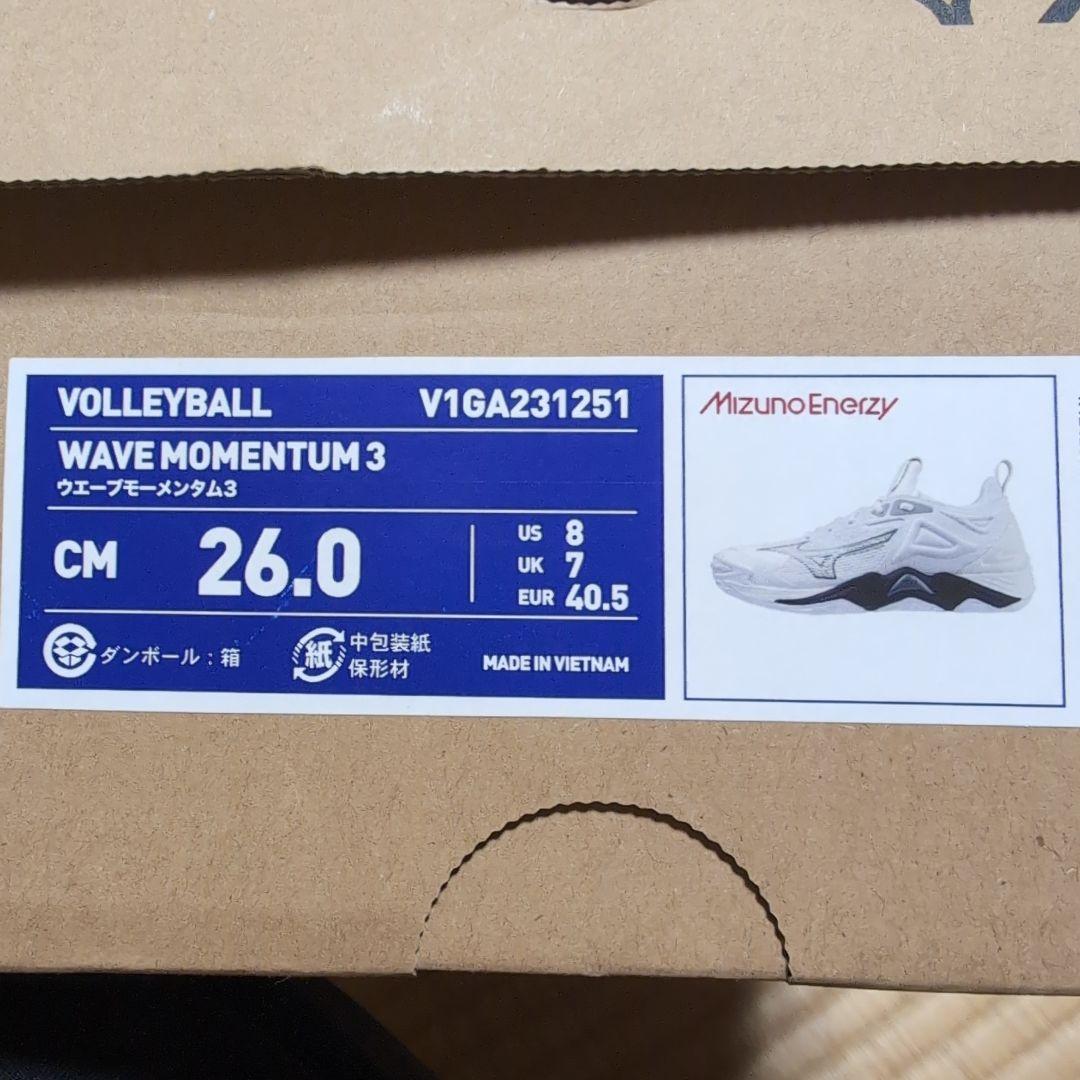 VOLLEYBALL V1GA231251
WAVE MOMENTUM 3
ウエーブモーメンタム3
CM 26.0
US 8
UK 7
EUR 40.5
ダンボール：箱
紙 中包装紙
保形材
MADE IN VIETNAM
Mizuno Enerzy